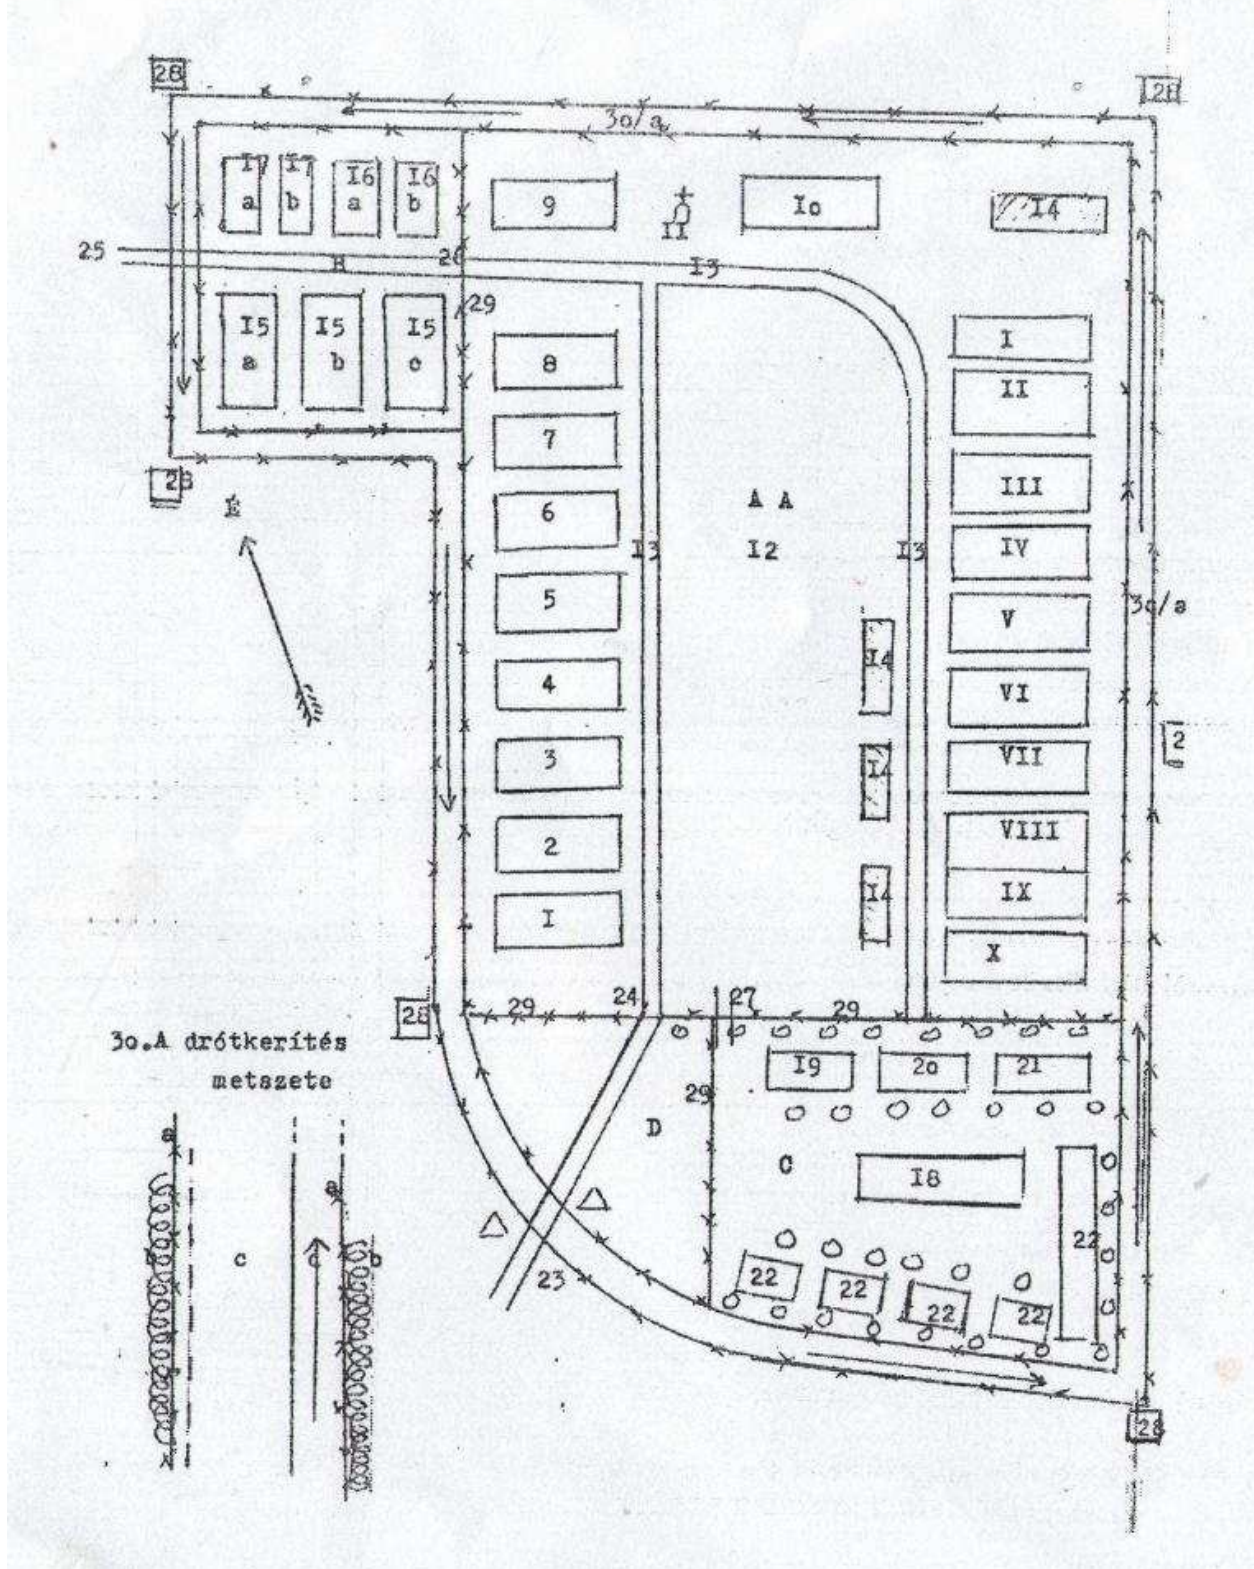 28
28
3o/a
I7 a
I7 b
I6 a
I6 b
9
II
Io
I4
25
B
26
I3
29
I5 a
I5 b
I5 c
8
I
II
7
28
III
É
6
A A
I3
I2
I3
IV
5
3o/a
V
I4
4
VI
2
3
I4
VII
2
VIII
I4
IX
I
X
28
29
24
27
29
3o.A drótkerítés
metszete
I9
2o
21
29
D
a
C
I8
a
b
c
c
b
22
23
22
22
22
22
28